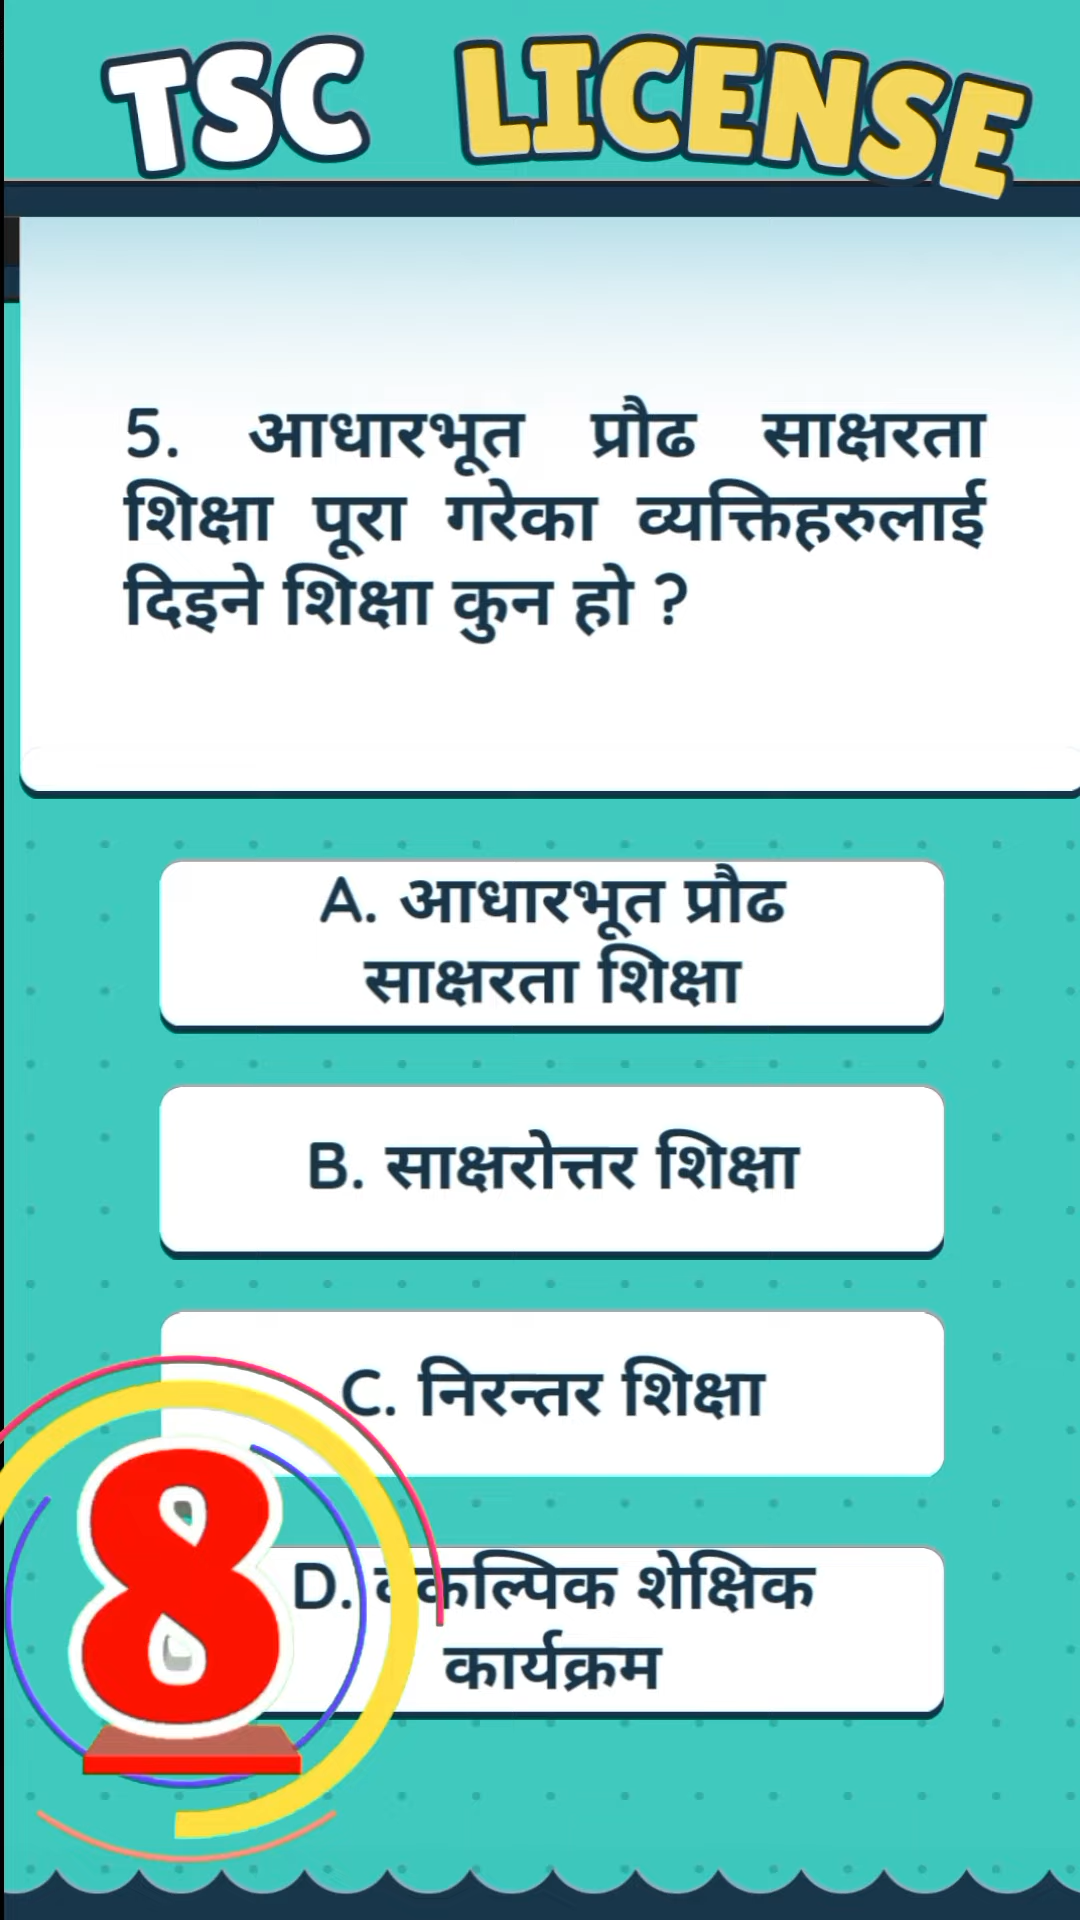 TSC LICENSE
5. आधारभूत प्रौढ साक्षरता
शिक्षा पूरा गरेका व्यक्तिहरुलाई
दिइने शिक्षा कुन हो ?
A. आधारभूत प्रौढ
साक्षरता शिक्षा
B. साक्षरोत्तर शिक्षा
C. निरन्तर शिक्षा
D. शेक्षिक
कार्यक्रम
8